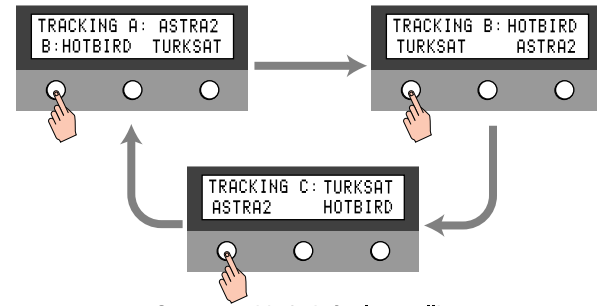 TRACKING A: ASTRA2
B:HOTBIRD TURKSAT
TRACKING B:HOTBIRD
TURKSAT ASTRA2
TRACKING C:TURKSAT
ASTRA2 HOTBIRD